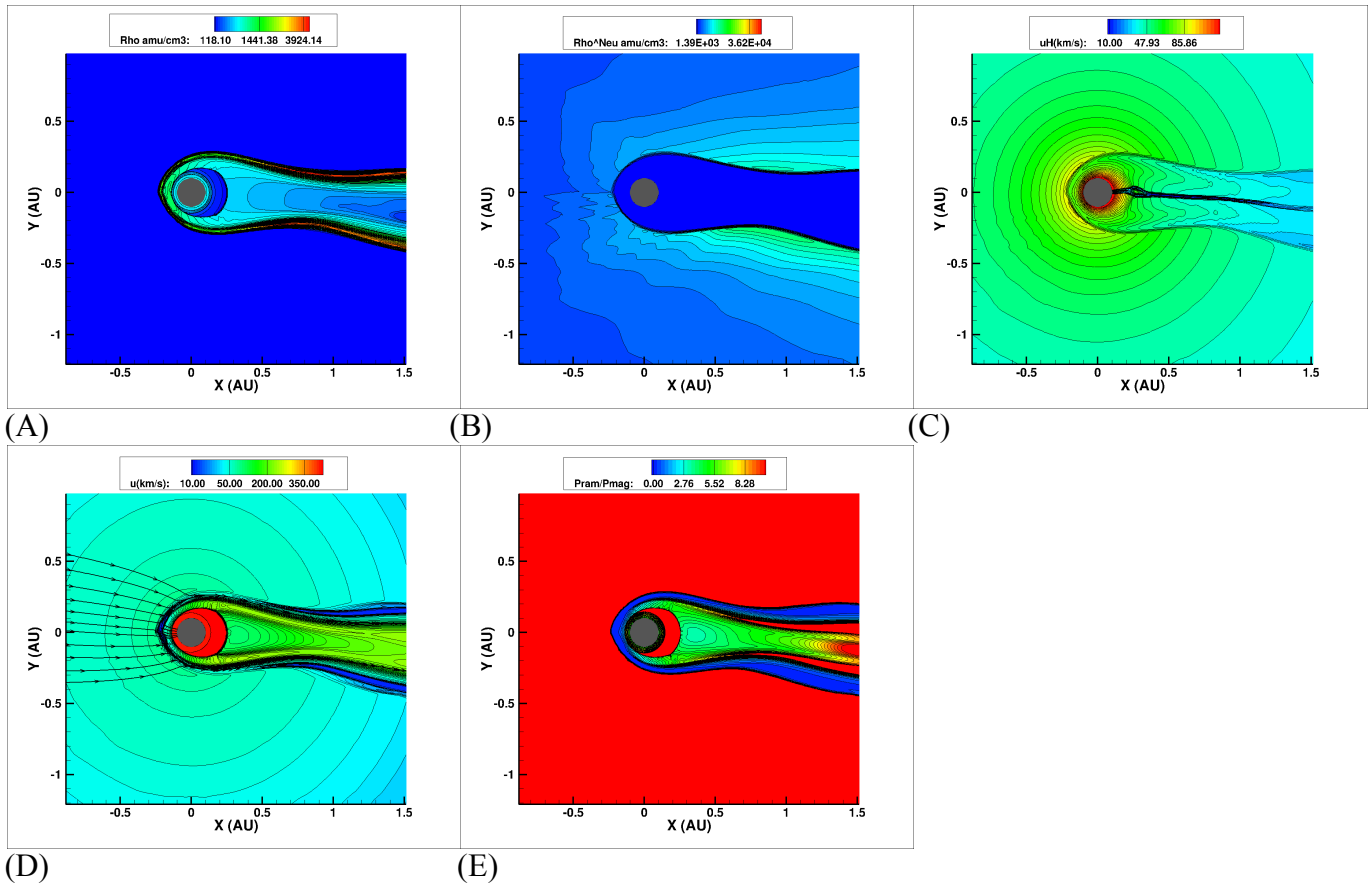 Rho amu/cm3: 118.10 1441.38 3924.14
Y (AU)
0.5
0
-0.5
-1
-0.5 0 0.5 1 1.5
X (AU)
(A)
Rho^Neu amu/cm3: 1.39E+03 3.62E+04
Y (AU)
0.5
0
-0.5
-1
-0.5 0 0.5 1 1.5
X (AU)
(B)
uH(km/s): 10.00 47.93 85.86
Y (AU)
0.5
0
-0.5
-1
-0.5 0 0.5 1 1.5
X (AU)
(C)
u(km/s): 10.00 50.00 200.00 350.00
Y (AU)
0.5
0
-0.5
-1
-0.5 0 0.5 1 1.5
X (AU)
(D)
Pram/Pmag: 0.00 2.76 5.52 8.28
Y (AU)
0.5
0
-0.5
-1
-0.5 0 0.5 1 1.5
X (AU)
(E)